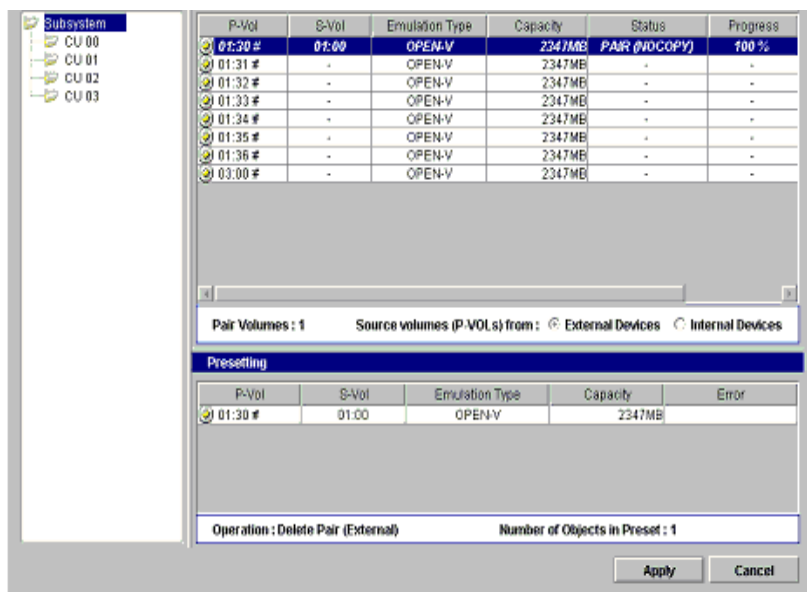 Subsystem
CU 00
CU 01
CU 02
CU 03
P-Vol S-Vol Emulation Type Capacity Status Progress
01:30 # 01:00 OPEN-V 2347MB PAIR (NOCOPY) 100 %
01:31 # - OPEN-V 2347MB - -
01:32 # - OPEN-V 2347MB - -
01:33 # - OPEN-V 2347MB - -
01:34 # - OPEN-V 2347MB - -
01:35 # - OPEN-V 2347MB - -
01:36 # - OPEN-V 2347MB - -
03:00 # - OPEN-V 2347MB - -
Pair Volumes : 1 Source volumes (P-VOLs) from : External Devices Internal Devices
Presetting
P-Vol S-Vol Emulation Type Capacity Error
01:30 # 01:00 OPEN-V 2347MB
Operation : Delete Pair (External) Number of Objects in Preset : 1
Apply Cancel